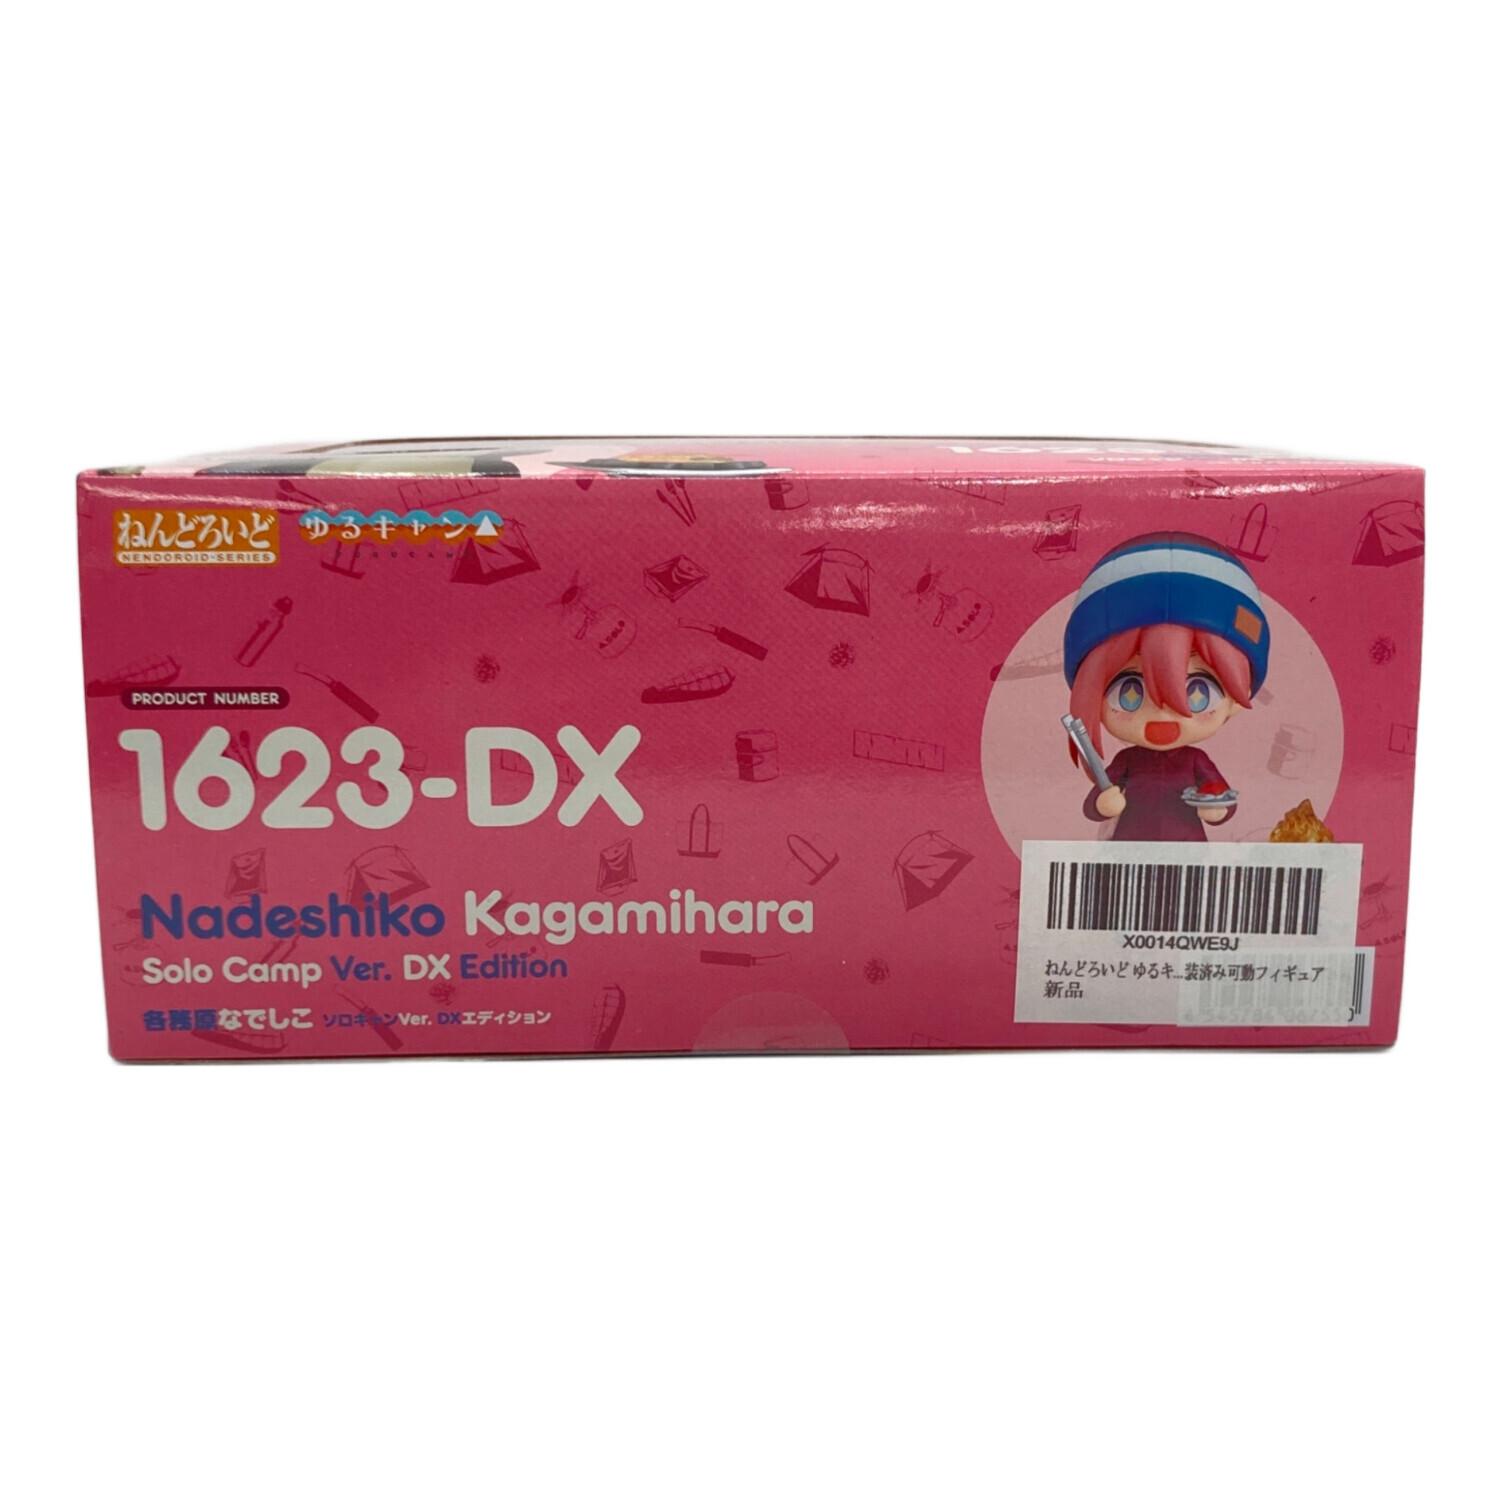 ねんどろいど
NENDOROID-SERIES
ゆるキャン▲
PRODUCT NUMBER
1623-DX
Nadeshiko Kagamihara
Solo Camp Ver. DX Edition
各務原なでしこ ソロキャンVer. DXエディション
X0014QWE9J
ねんどろいど ゆるキ...装済み可動フィギュア
新品